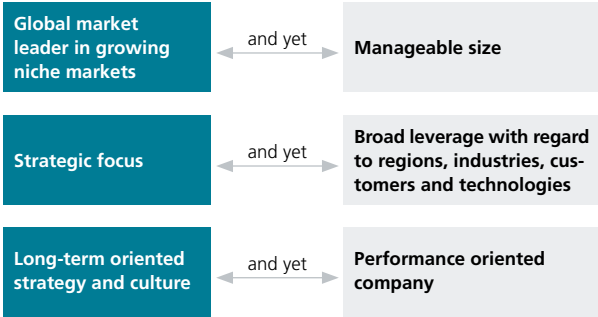 Global market
leader in growing
niche markets
and yet
Manageable size
Strategic focus
and yet
Broad leverage with regard
to regions, industries, cus-
tomers and technologies
Long-term oriented
strategy and culture
and yet
Performance oriented
company